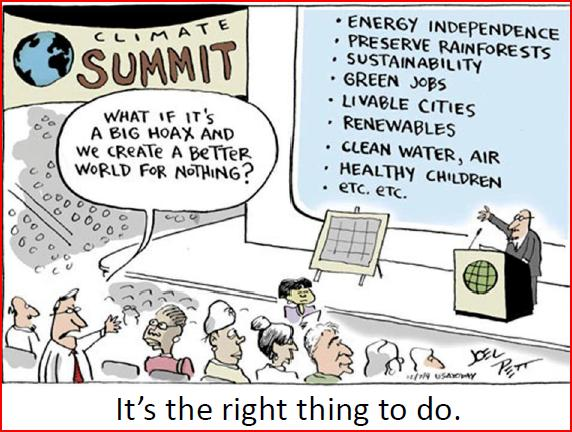 CLIMATE
SUMMIT
WHAT IF IT'S
A BIG HOAX AND
WE CREATE A BETTER
WORLD FOR NOTHING?
• ENERGY INDEPENDENCE
• PRESERVE RAINFORESTS
• SUSTAINABILITY
• GREEN JOBS
• LIVABLE CITIES
• RENEWABLES
• CLEAN WATER, AIR
• HEALTHY CHILDREN
• ETC. ETC.
JOEL
PETT
USA TODAY
It's the right thing to do.